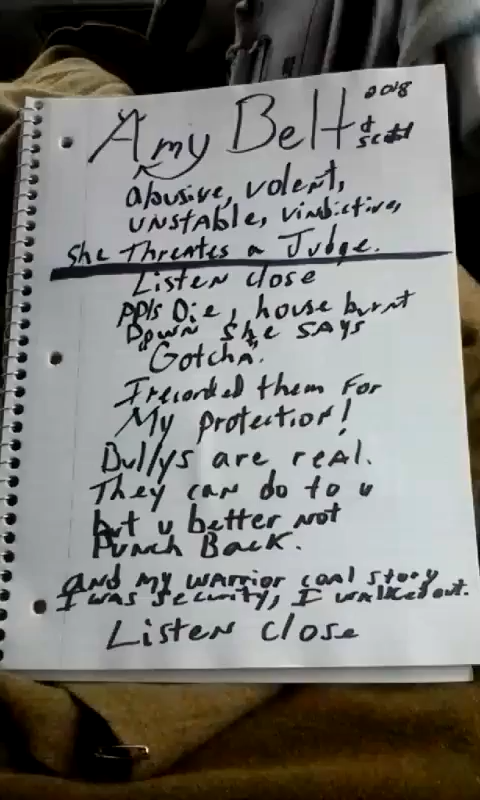 2018
Amy Belt
& Scott
abusive, volent,
unstable, vindictive,
she Threates a Judge.
Listen close
ppls Die, house burnt
Down she says
"Gotcha".
I recorded them for
My protection!
Bullys are real.
They can do to u
but u better not
Punch Back.
and my warrior coal story
I was security, I walked out.
Listen close